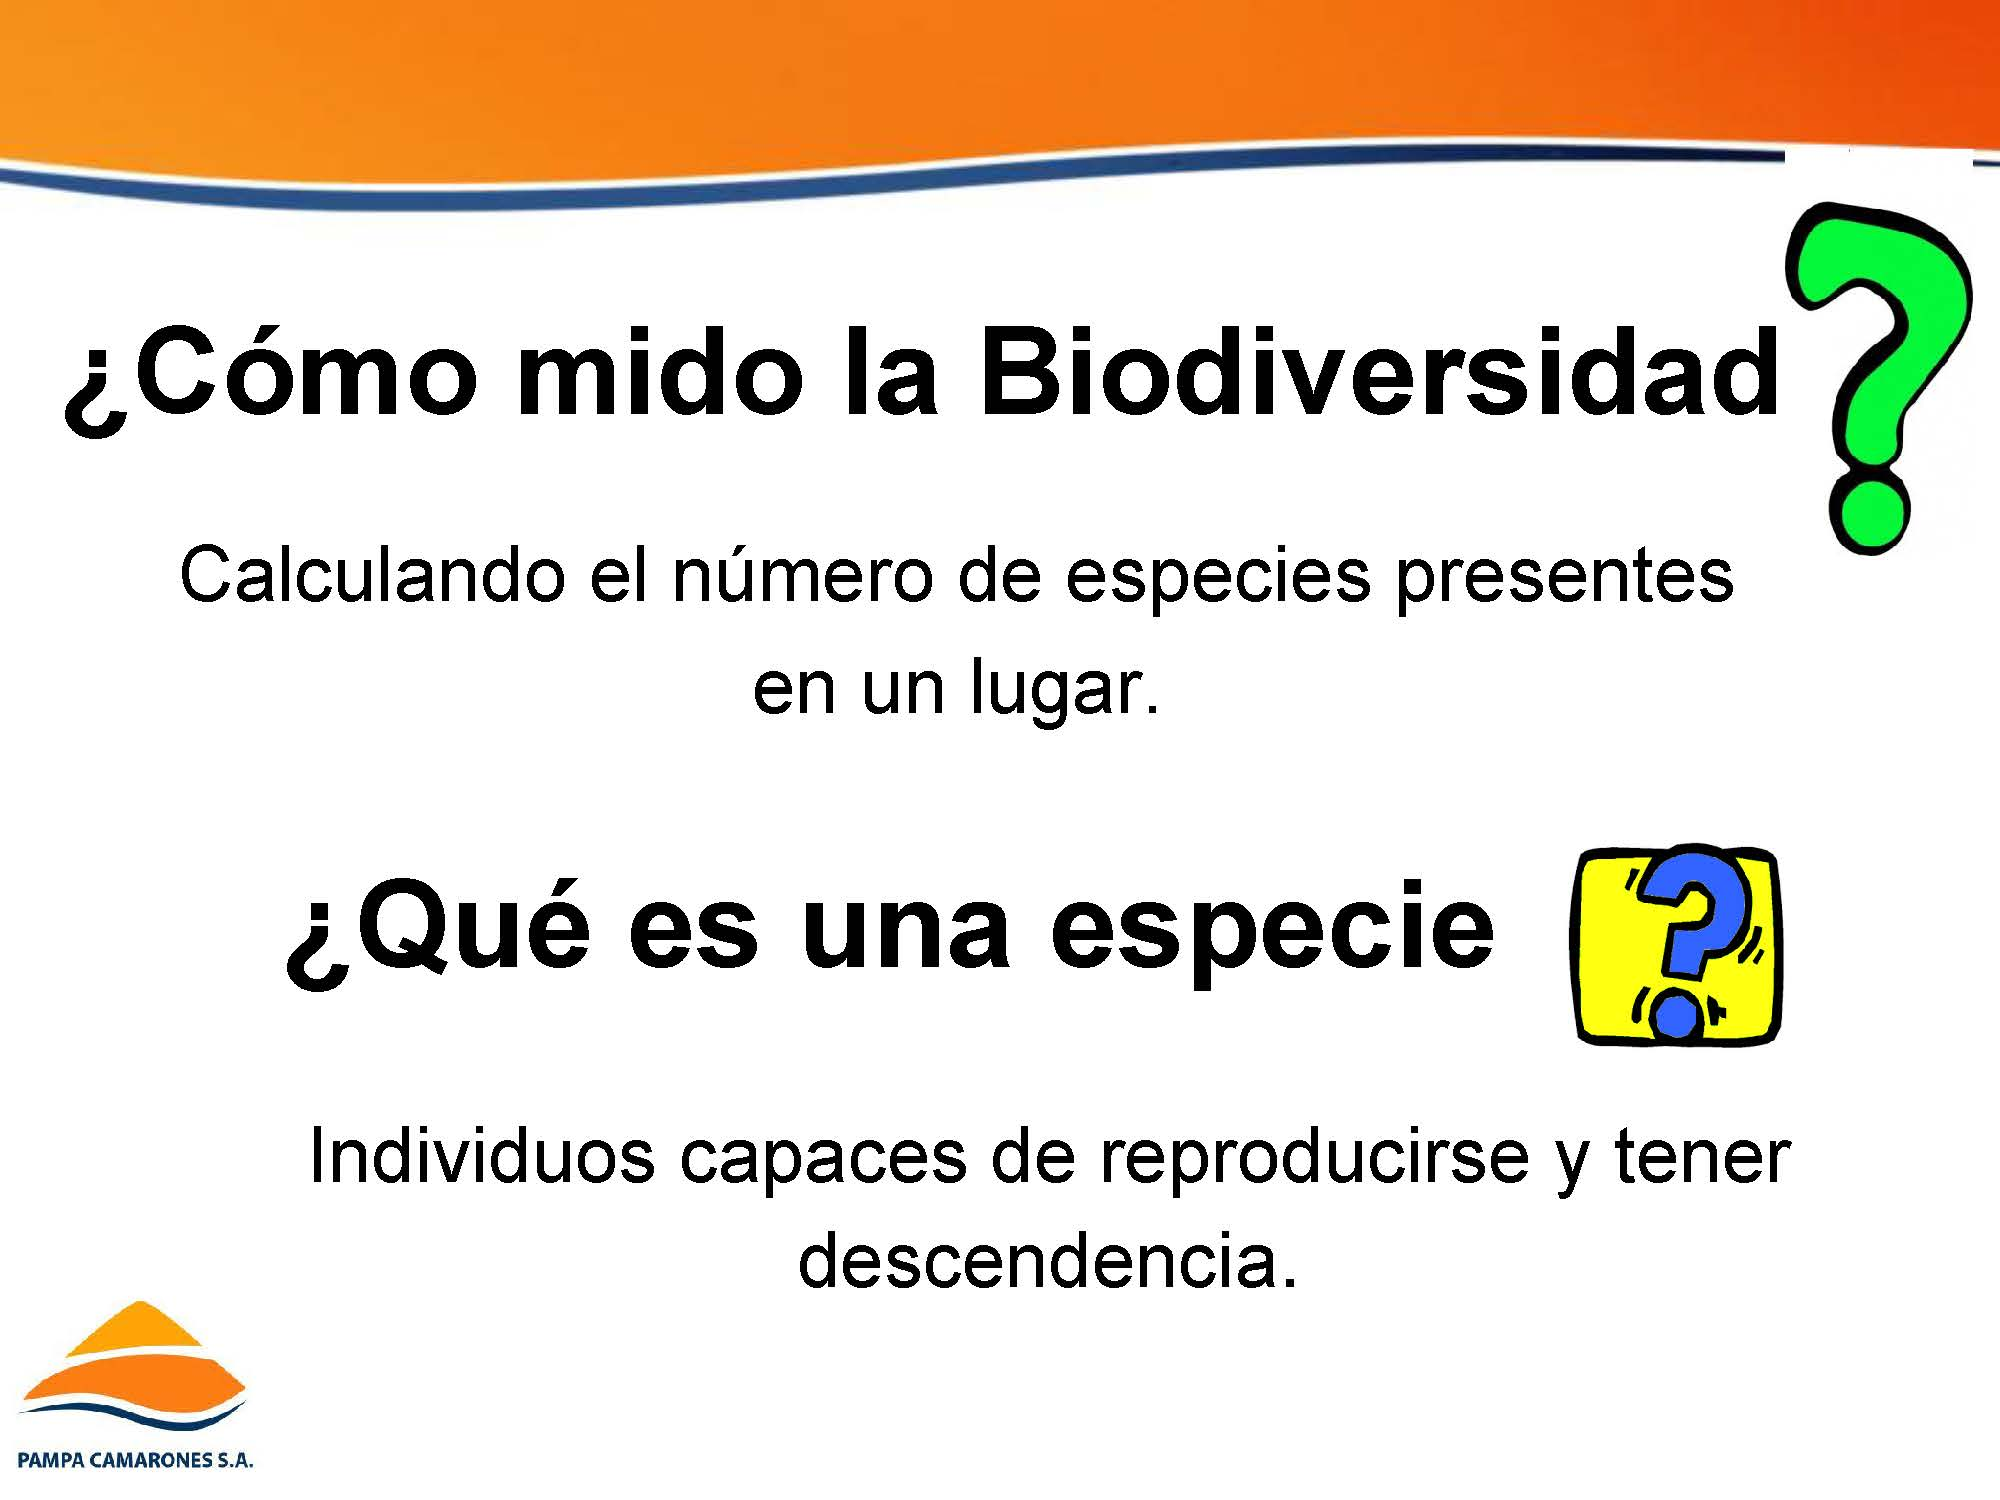 ¿Cómo mido la Biodiversidad?
Calculando el número de especies presentes
en un lugar.
¿Qué es una especie?
Individuos capaces de reproducirse y tener
descendencia.
PAMPA CAMARONES S.A.